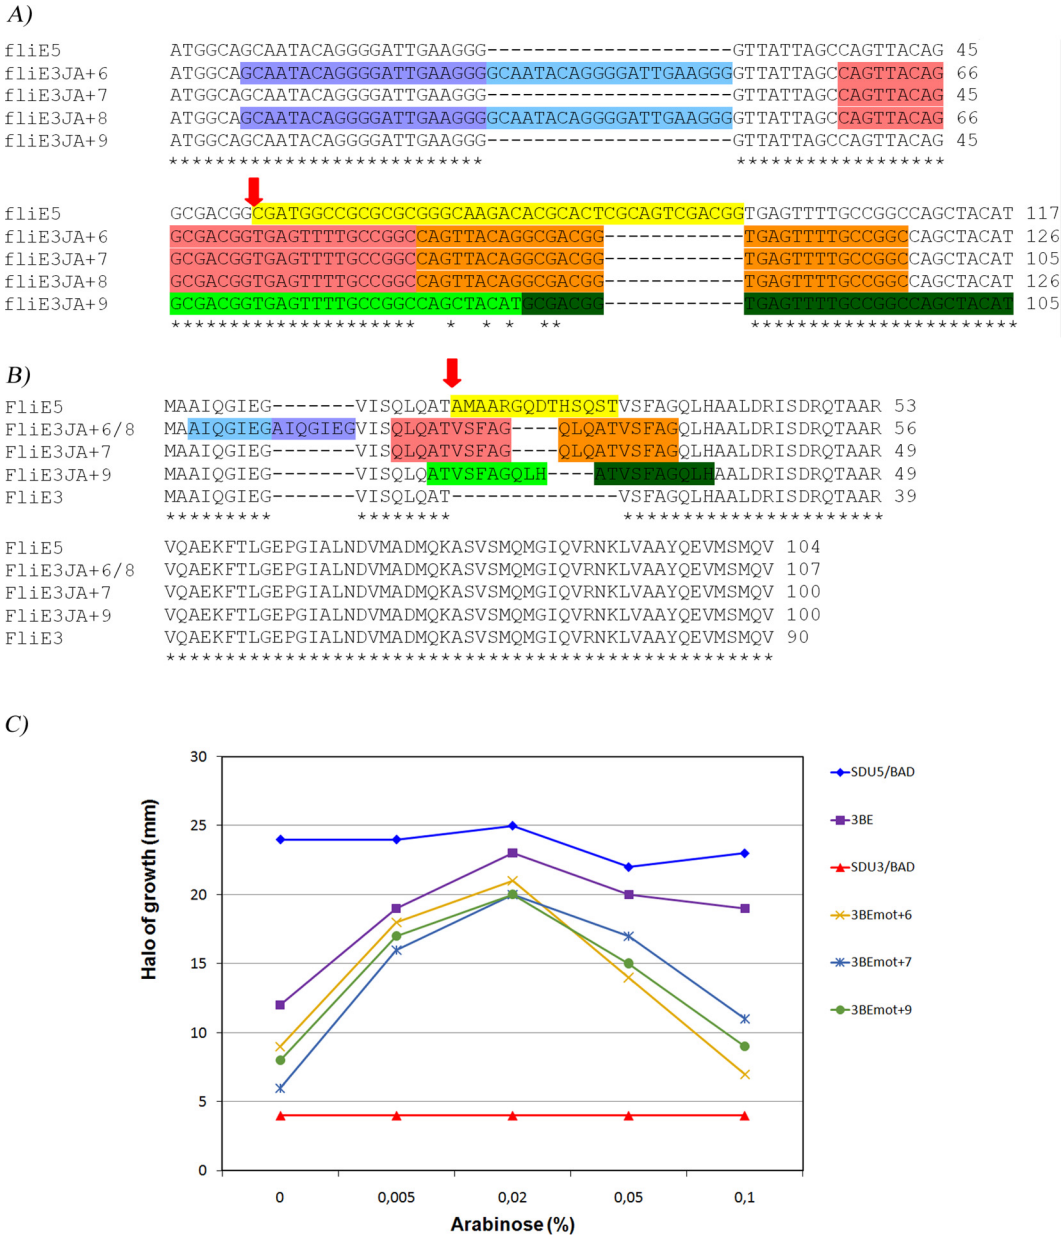 A)
fliE5 ATGGCAGCAATACAGGGGATTGAAGGG---------------------GTTATTAGCCAGTTACAG 45
fliE3JA+6 ATGGCAGCAATACAGGGGATTGAAGGGGCAATACAGGGGATTGAAGGGGTTATTAGCCAGTTACAG 66
fliE3JA+7 ATGGCAGCAATACAGGGGATTGAAGGG---------------------GTTATTAGCCAGTTACAG 45
fliE3JA+8 ATGGCAGCAATACAGGGGATTGAAGGGGCAATACAGGGGATTGAAGGGGTTATTAGCCAGTTACAG 66
fliE3JA+9 ATGGCAGCAATACAGGGGATTGAAGGG---------------------GTTATTAGCCAGTTACAG 45
*************************** ******************
fliE5 GCGACGGCGATGGCCGCGCGCGGGCAAGACACGCACTCGCAGTCGACGGTGAGTTTTGCCGGCCAGCTACAT 117
fliE3JA+6 GCGACGGTGAGTTTTGCCGGCCAGTTACAGGCGACGG------------TGAGTTTTGCCGGCCAGCTACAT 126
fliE3JA+7 GCGACGGTGAGTTTTGCCGGCCAGTTACAGGCGACGG------------TGAGTTTTGCCGGCCAGCTACAT 105
fliE3JA+8 GCGACGGTGAGTTTTGCCGGCCAGTTACAGGCGACGG------------TGAGTTTTGCCGGCCAGCTACAT 126
fliE3JA+9 GCGACGGTGAGTTTTGCCGGCCAGCTACATGCGACGG------------TGAGTTTTGCCGGCCAGCTACAT 105
********************* * * * ** ***********************
B)
FliE5 MAAIQGIEG-------VISQLQATAMAARGQDTHSQSTVSFAGQLHAALDRISDRQTAAR 53
FliE3JA+6/8 MAAIQGIEGAIQGIEGVISQLQATVSFAG----QLQATVSFAGQLHAALDRISDRQTAAR 56
FliE3JA+7 MAAIQGIEG-------VISQLQATVSFAG----QLQATVSFAGQLHAALDRISDRQTAAR 49
FliE3JA+9 MAAIQGIEG-------VISQLQATVSFAGQLH----ATVSFAGQLHAALDRISDRQTAAR 49
FliE3 MAAIQGIEG-------VISQLQAT--------------VSFAGQLHAALDRISDRQTAAR 39
********* ******** **********************
FliE5 VQAEKFTLGEPGIALNDVMADMQKASVSMQMGIQVRNKLVAAYQEVMSMQV 104
FliE3JA+6/8 VQAEKFTLGEPGIALNDVMADMQKASVSMQMGIQVRNKLVAAYQEVMSMQV 107
FliE3JA+7 VQAEKFTLGEPGIALNDVMADMQKASVSMQMGIQVRNKLVAAYQEVMSMQV 100
FliE3JA+9 VQAEKFTLGEPGIALNDVMADMQKASVSMQMGIQVRNKLVAAYQEVMSMQV 100
FliE3 VQAEKFTLGEPGIALNDVMADMQKASVSMQMGIQVRNKLVAAYQEVMSMQV 90
***************************************************
C)
Halo of growth (mm)
30
25
20
15
10
5
0
0 0,005 0,02 0,05 0,1
Arabinose (%)
SDU5/BAD
3BE
SDU3/BAD
3BEmot+6
3BEmot+7
3BEmot+9